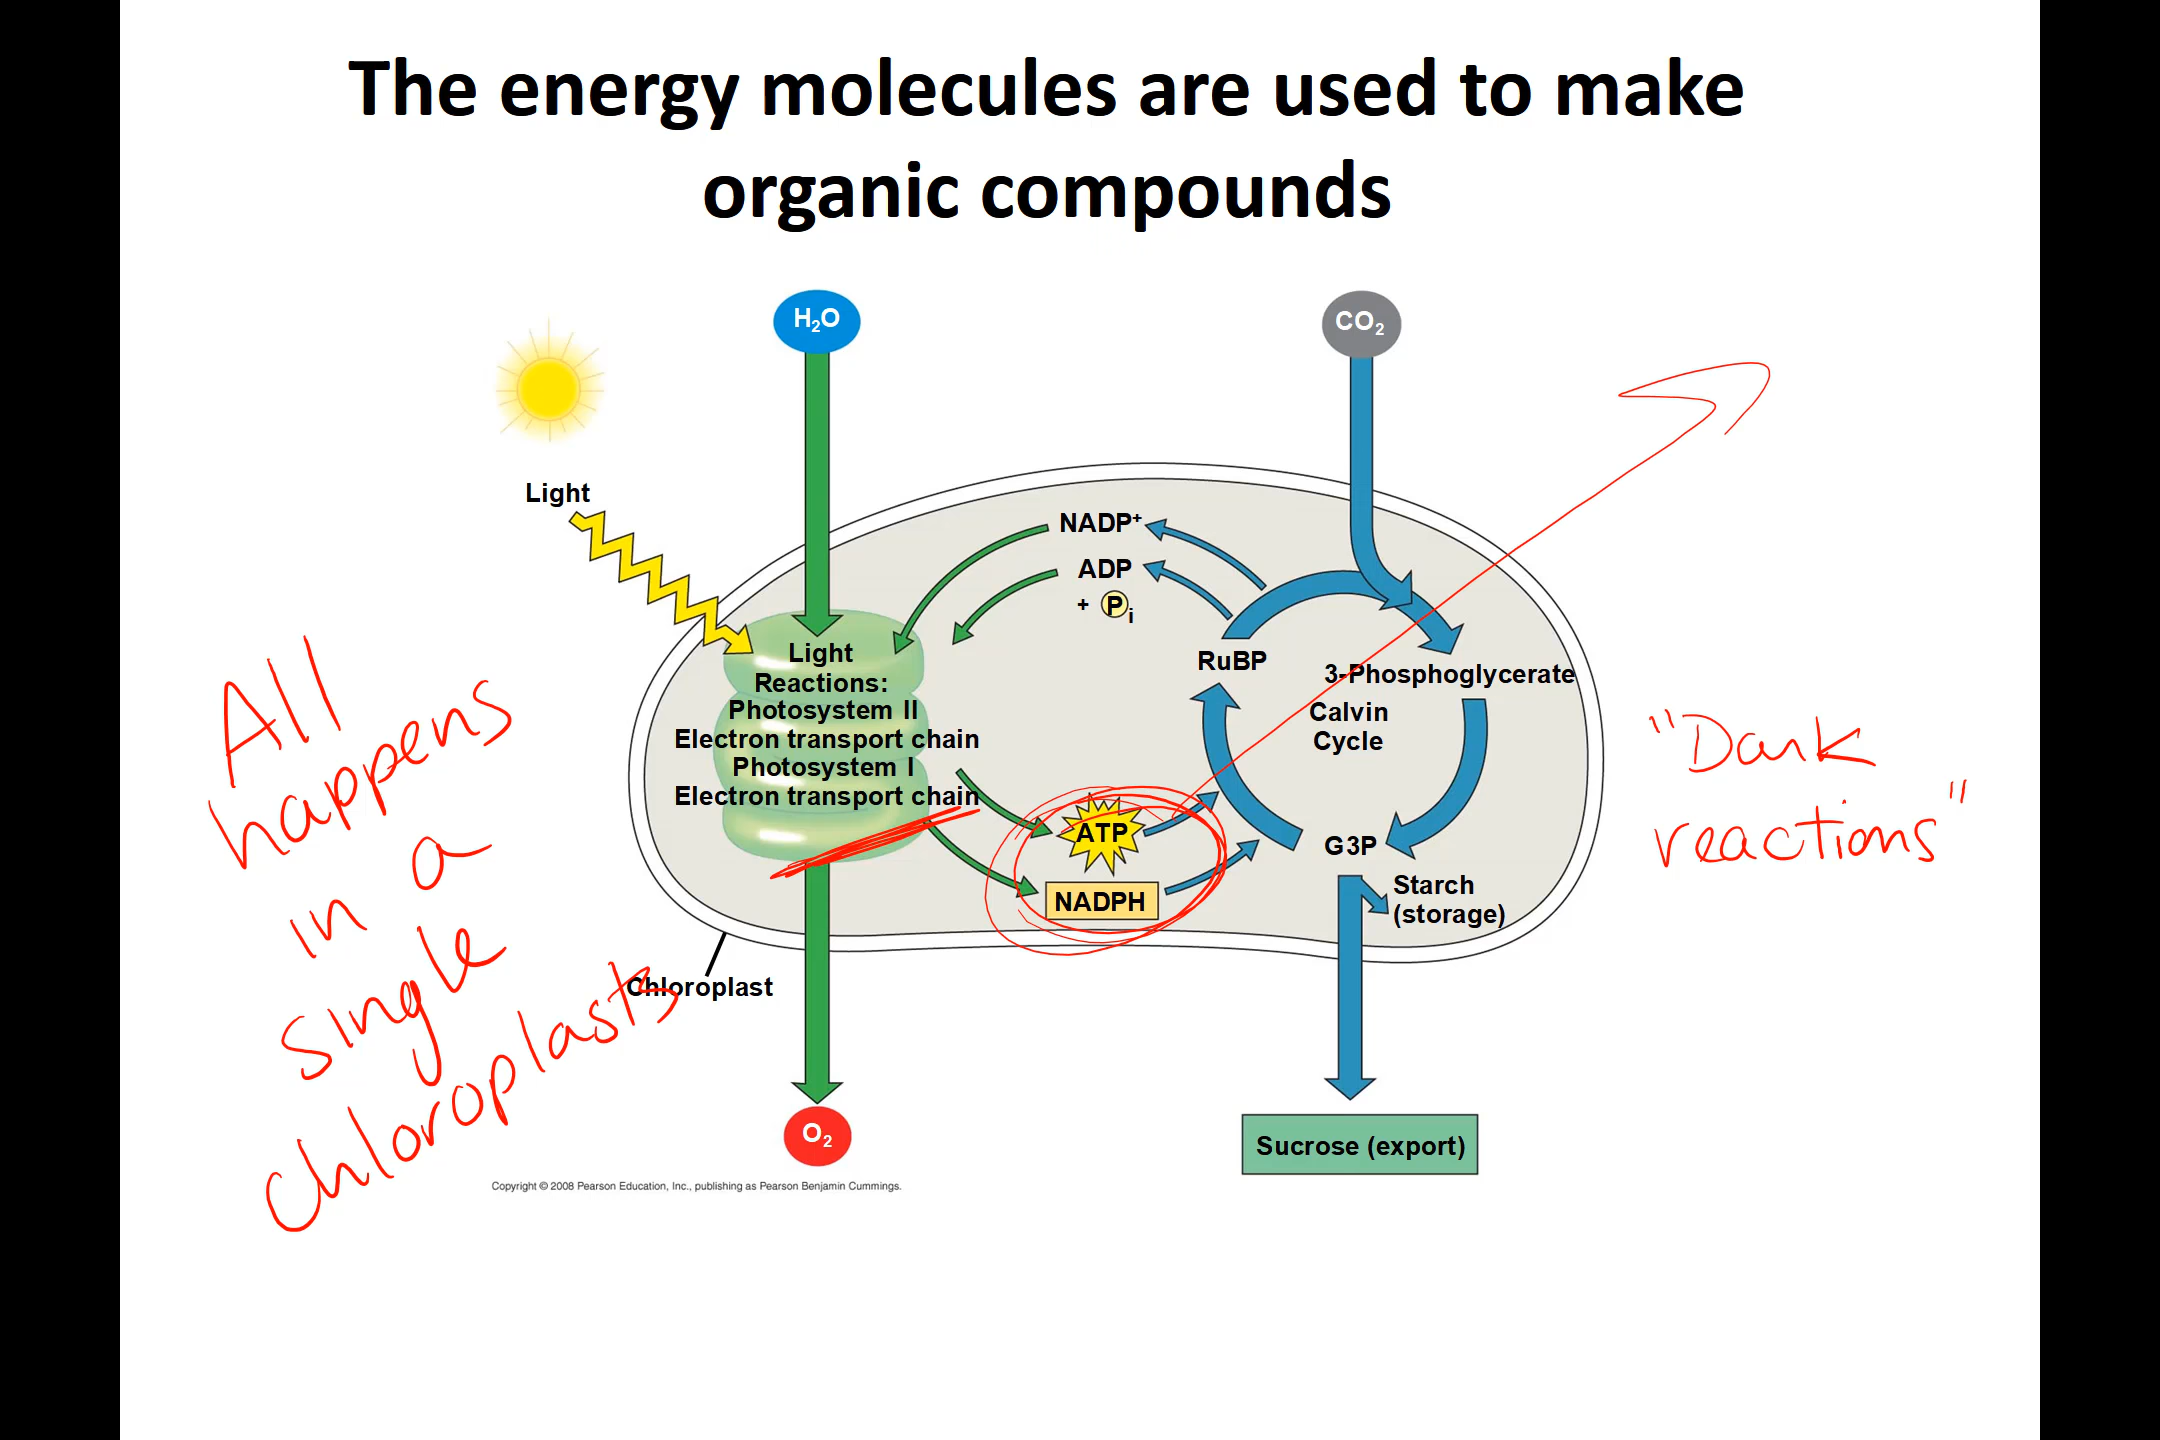 The energy molecules are used to make
organic compounds
H₂O
CO₂
Light
NADP⁺
ADP
+ Pi
Light
Reactions:
Photosystem II
Electron transport chain
Photosystem I
Electron transport chain
RuBP
3-Phosphoglycerate
Calvin
Cycle
ATP
NADPH
G3P
Starch
(storage)
Chloroplast
O₂
Sucrose (export)
Copyright © 2008 Pearson Education, Inc., publishing as Pearson Benjamin Cummings.
All
happens
in a
single
chloroplasts
"Dark
reactions"